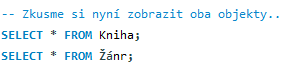 -- Zkusme si nyní zobrazit oba objekty..
SELECT * FROM Kniha;
SELECT * FROM Žánr;